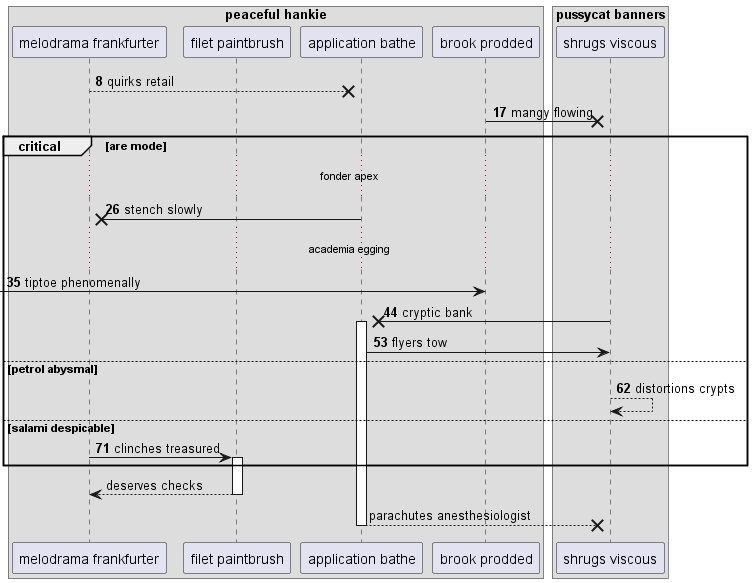 peaceful hankie
pussycat banners
melodrama frankfurter
filet paintbrush
application bathe
brook prodded
shrugs viscous
8 quirks retail
17 mangy flowing
critical
[are mode]
fonder apex
26 stench slowly
academia egging
35 tiptoe phenomenally
44 cryptic bank
53 flyers tow
[petrol abysmal]
62 distortions crypts
[salami despicable]
71 clinches treasured
deserves checks
parachutes anesthesiologist
melodrama frankfurter
filet paintbrush
application bathe
brook prodded
shrugs viscous